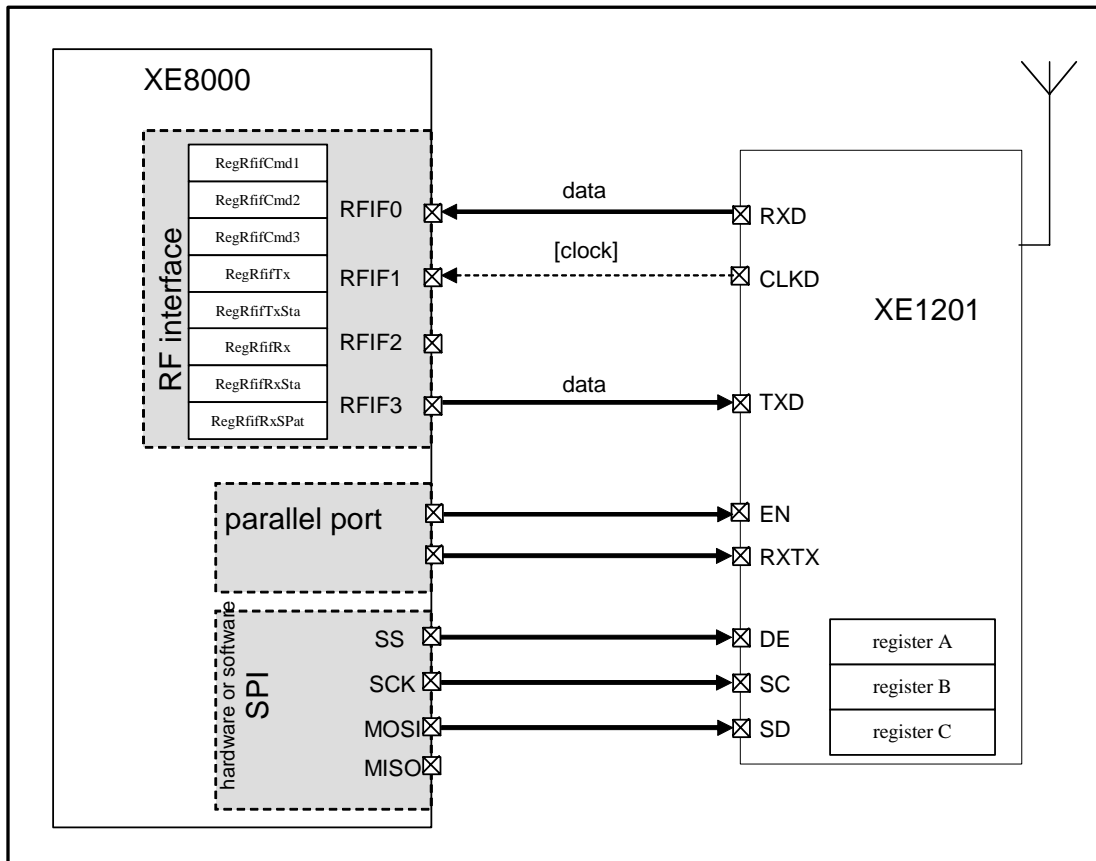 XE8000
RF interface
RegRfifCmd1
RegRfifCmd2
RegRfifCmd3
RegRfifTx
RegRfifTxSta
RegRfifRx
RegRfifRxSta
RegRfifRxSPat
RFIF0
RFIF1
RFIF2
RFIF3
data
[clock]
data
RXD
CLKD
XE1201
TXD
parallel port
EN
RXTX
hardware or software
SPI
SS
SCK
MOSI
MISO
DE
SC
SD
register A
register B
register C